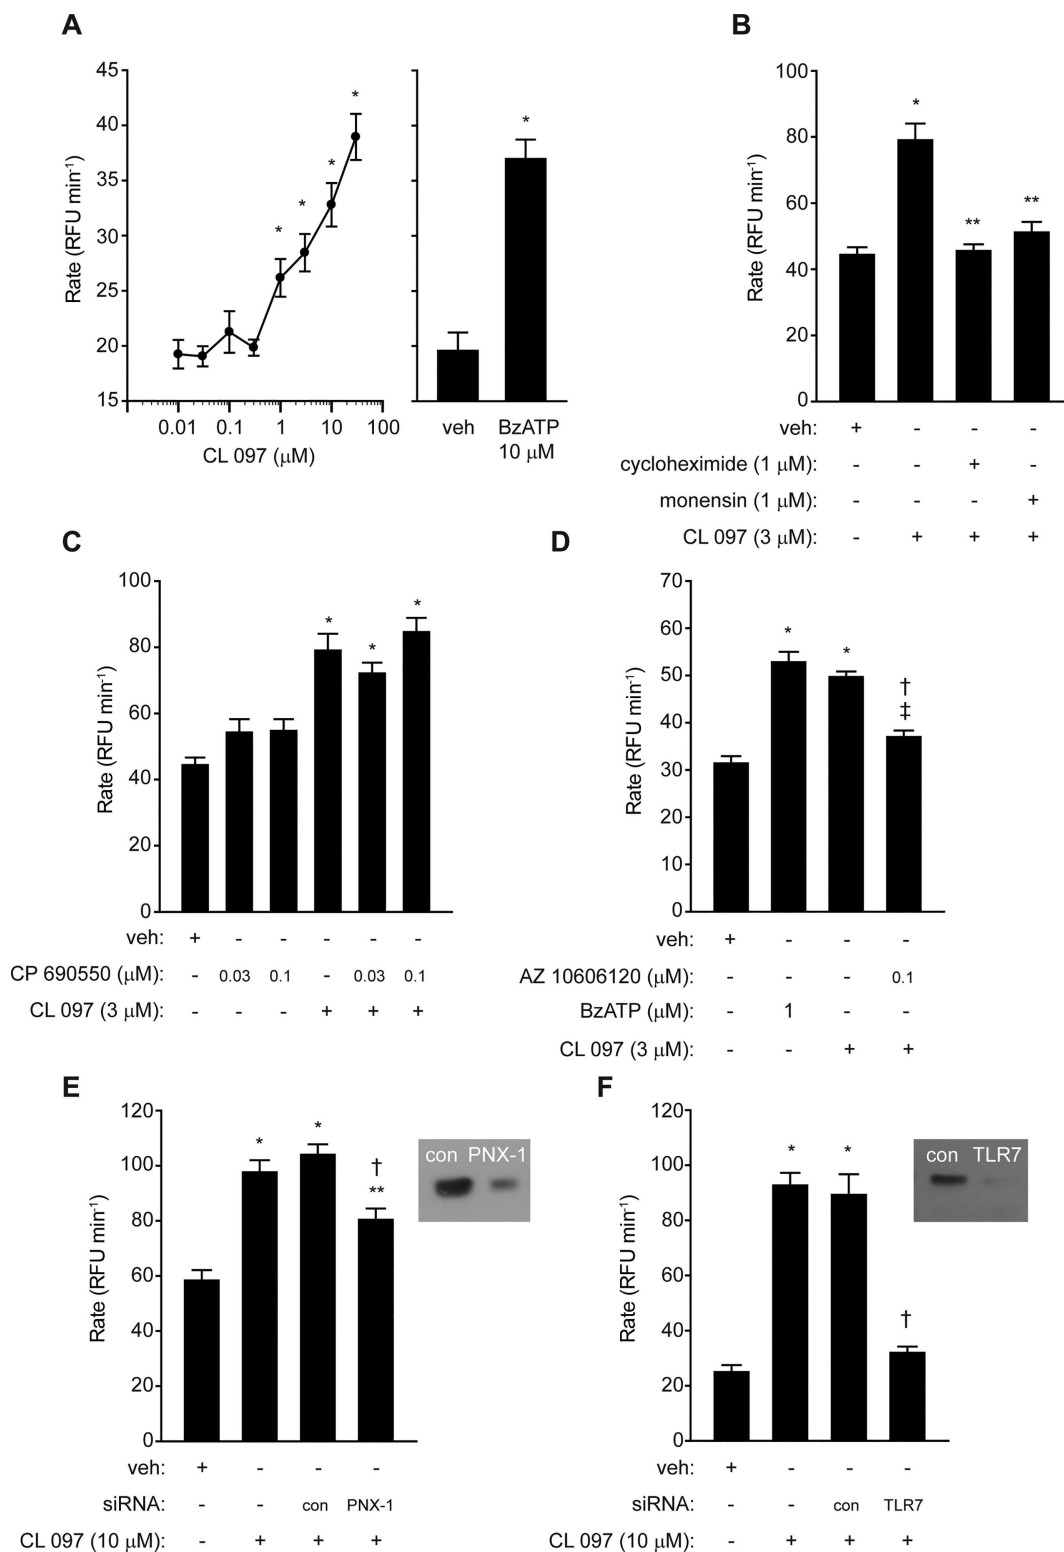 A
B
45
40
35
30
25
20
15
Rate (RFU min⁻¹)
* * * * *
*
0.01 0.1 1 10 100
CL 097 (μM)
veh BzATP
10 μM
100
80
60
40
20
0
Rate (RFU min⁻¹)
* ** **
veh: + - - -
cycloheximide (1 μM): - - + -
monensin (1 μM): - - - +
CL 097 (3 μM): - + + +
C
D
100
80
60
40
20
0
Rate (RFU min⁻¹)
* * *
veh: + - - - - -
CP 690550 (μM): - 0.03 0.1 - 0.03 0.1
CL 097 (3 μM): - - - + + +
70
60
50
40
30
20
10
0
Rate (RFU min⁻¹)
* * † ‡
veh: + - - -
AZ 10606120 (μM): - - - 0.1
BzATP (μM): - 1 - -
CL 097 (3 μM): - - + +
E
F
120
100
80
60
40
20
0
Rate (RFU min⁻¹)
* * † **
con PNX-1
veh: + - - -
siRNA: - - con PNX-1
CL 097 (10 μM): - + + +
120
100
80
60
40
20
0
Rate (RFU min⁻¹)
* * †
con TLR7
veh: + - - -
siRNA: - - con TLR7
CL 097 (10 μM): - + + +